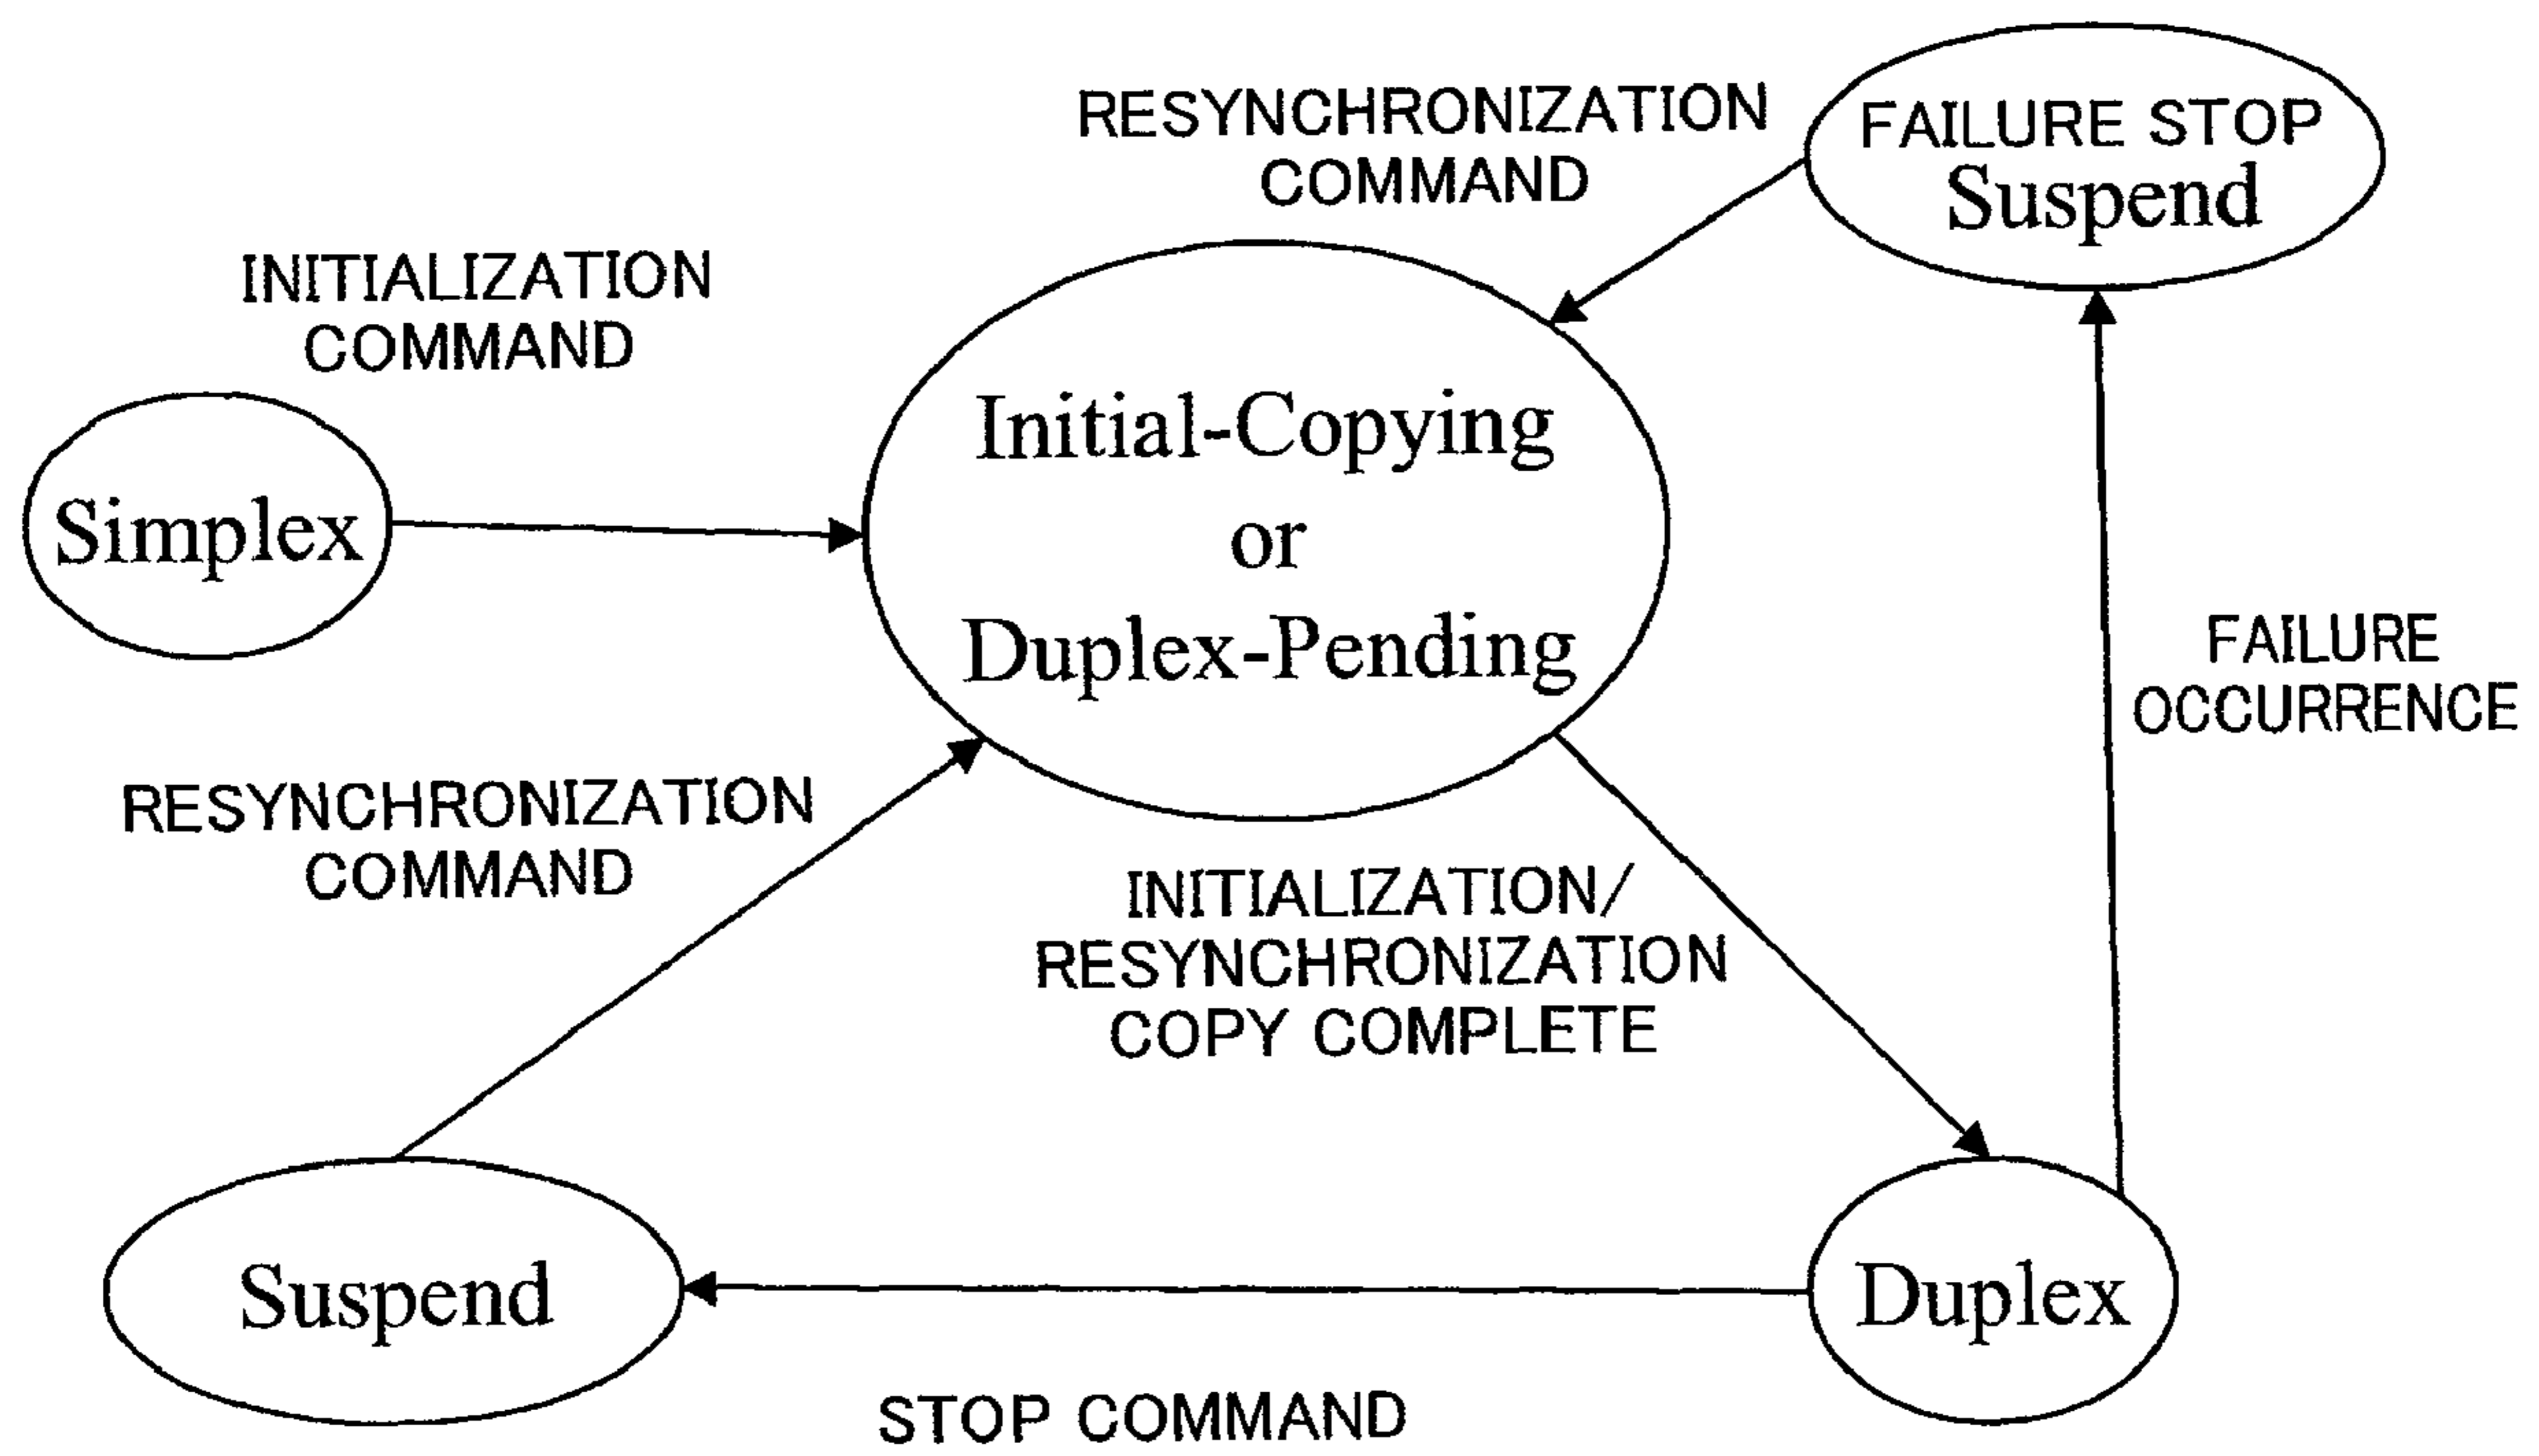 RESYNCHRONIZATION
COMMAND
FAILURE STOP
Suspend
INITIALIZATION
COMMAND
Simplex
Initial-Copying
or
Duplex-Pending
FAILURE
OCCURRENCE
RESYNCHRONIZATION
COMMAND
INITIALIZATION/
RESYNCHRONIZATION
COPY COMPLETE
Suspend
Duplex
STOP COMMAND